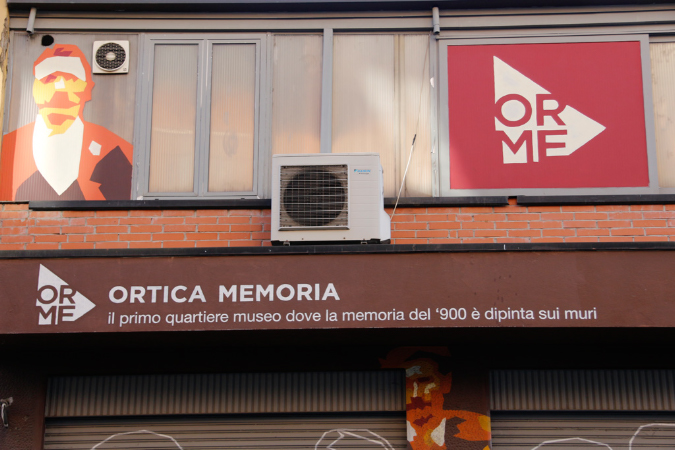 OR
ME
OR
ME
ORTICA MEMORIA
il primo quartiere museo dove la memoria del ‘900 è dipinta sui muri